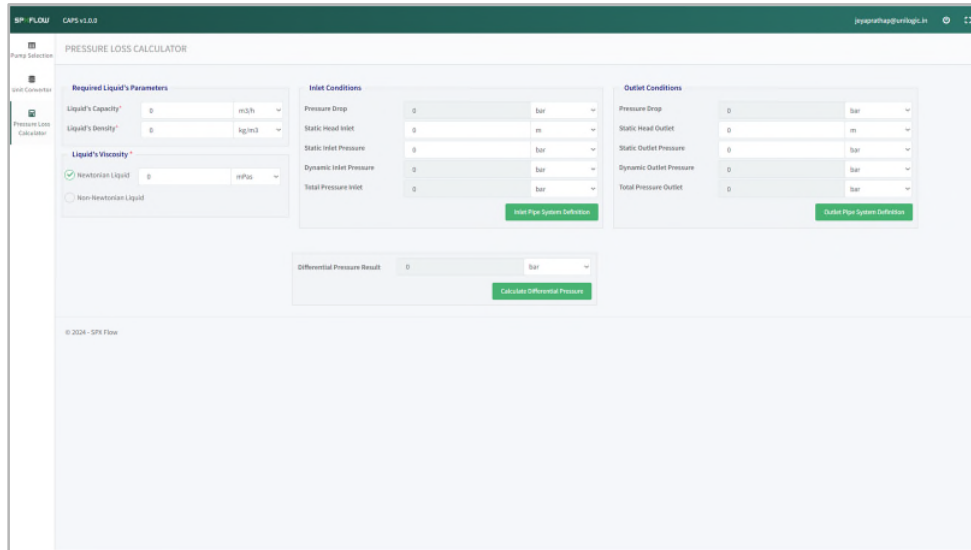 SPXFLOW CAPS v1.0.0 jeyaprathap@unilogic.in
Pump Selection
Unit Convertor
Pressure Loss
Calculator
PRESSURE LOSS CALCULATOR
Required Liquid's Parameters
Liquid's Capacity* 0 m3/h
Liquid's Density* 0 kg/m3
Liquid's Viscosity *
Newtonian Liquid 0 mPas
Non-Newtonian Liquid
Inlet Conditions
Pressure Drop 0 bar
Static Head Inlet 0 m
Static Inlet Pressure 0 bar
Dynamic Inlet Pressure 0 bar
Total Pressure Inlet 0 bar
Inlet Pipe System Definition
Outlet Conditions
Pressure Drop 0 bar
Static Head Outlet 0 m
Static Outlet Pressure 0 bar
Dynamic Outlet Pressure 0 bar
Total Pressure Outlet 0 bar
Outlet Pipe System Definition
Differential Pressure Result 0 bar
Calculate Differential Pressure
© 2024 - SPX Flow